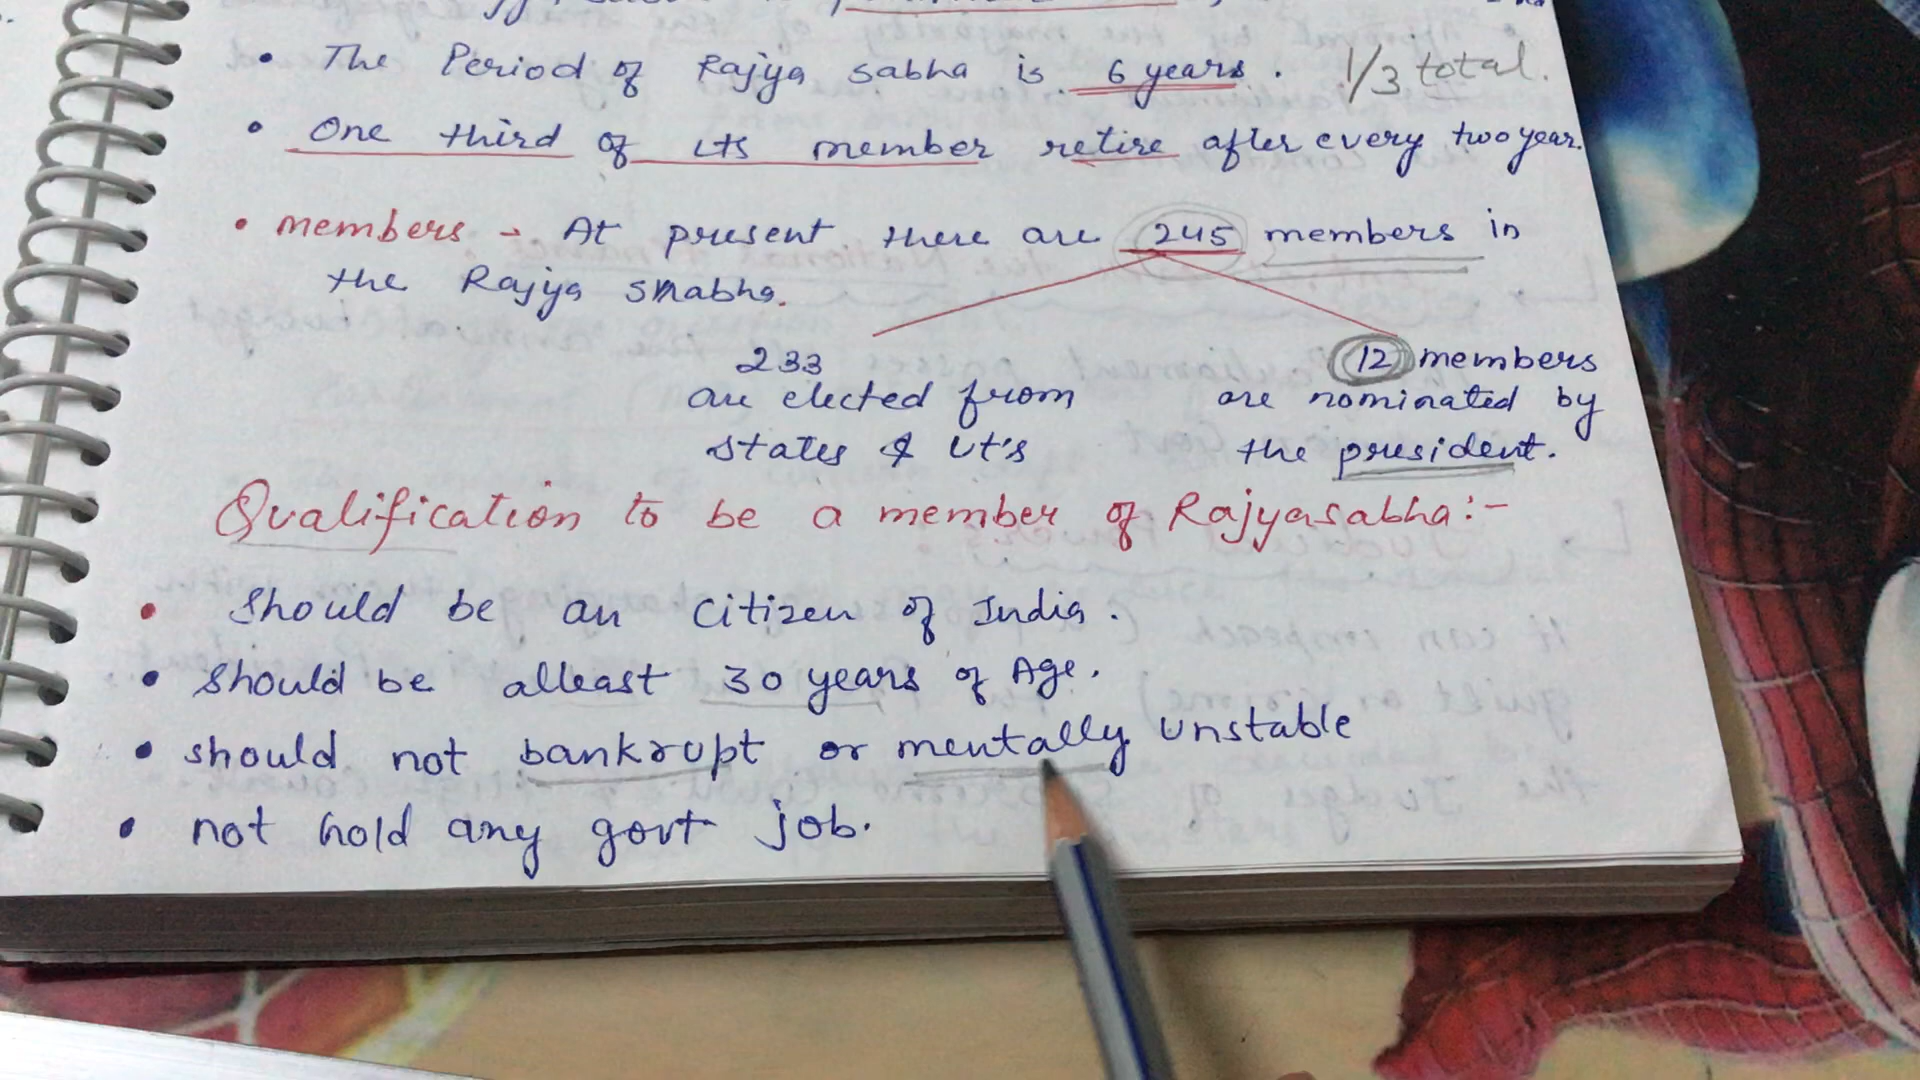 • The Period of Rajya sabha is 6 years. 1/3 total.
• One third of its member retire after every two year.
• members - At present there are 245 members in
the Rajya snabha.
233
are elected from
states & Ut's
12 members
are nominated by
the president.
Qualification to be a member of Rajyasabha:-
• Should be an citizen of India.
• Should be atleast 30 years of Age.
• should not bankrupt or mentally unstable
• not hold any govt job.